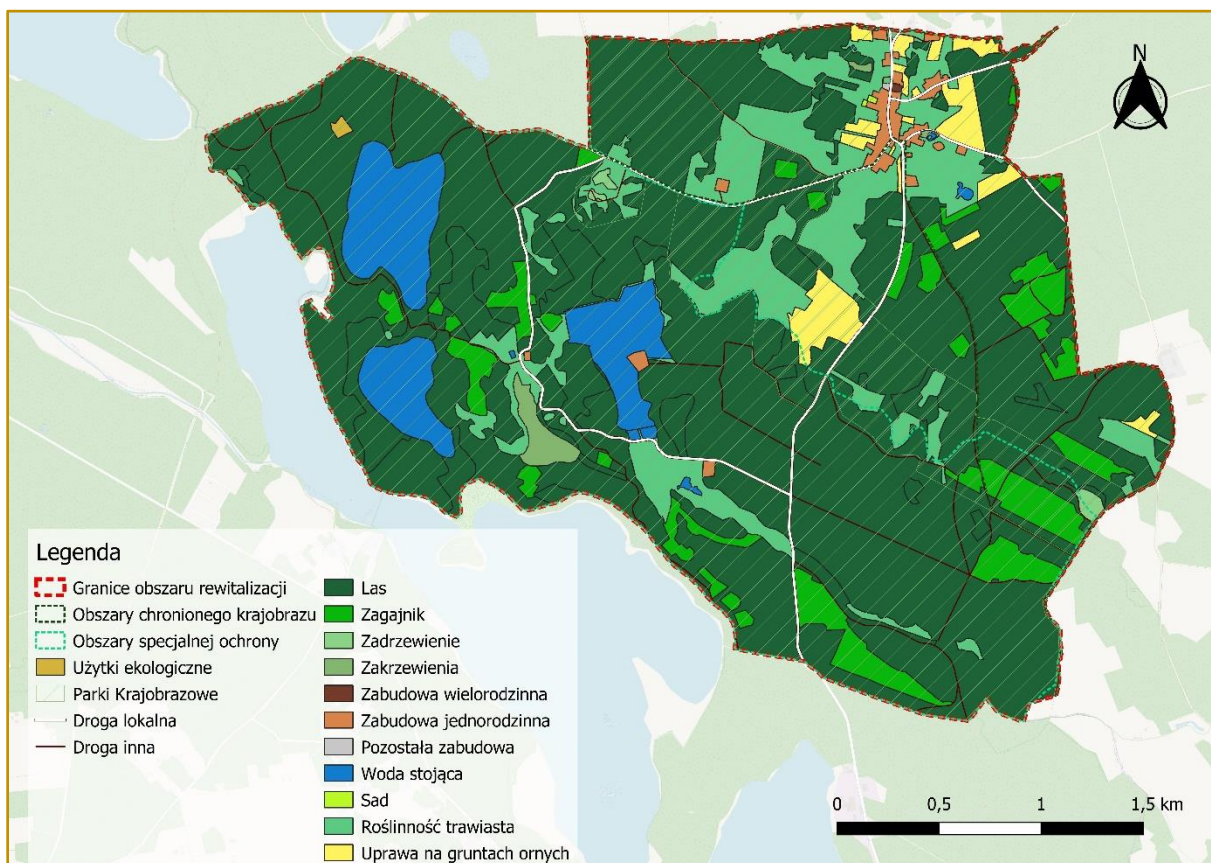 N
Legenda
Granice obszaru rewitalizacji
Obszary chronionego krajobrazu
Obszary specjalnej ochrony
Użytki ekologiczne
Parki Krajobrazowe
Droga lokalna
Droga inna
Las
Zagajnik
Zadrzewienie
Zakrzewienia
Zabudowa wielorodzinna
Zabudowa jednorodzinna
Pozostała zabudowa
Woda stojąca
Sad
Roślinność trawiasta
Uprawa na gruntach ornych
0 0,5 1 1,5 km